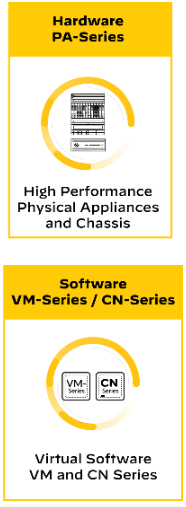 Hardware
PA-Series
High Performance
Physical Appliances
and Chassis
Software
VM-Series / CN-Series
VM-
Series
CN
Series
Virtual Software
VM and CN Series